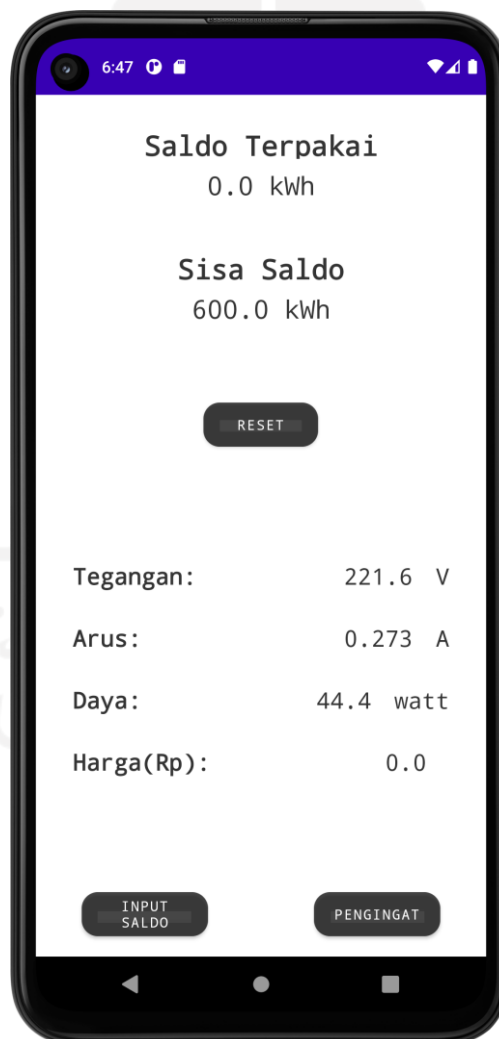 6:47
Saldo Terpakai
0.0 kWh
Sisa Saldo
600.0 kWh
RESET
Tegangan: 221.6 V
Arus: 0.273 A
Daya: 44.4 watt
Harga(Rp): 0.0
INPUT
SALDO
PENGINGAT